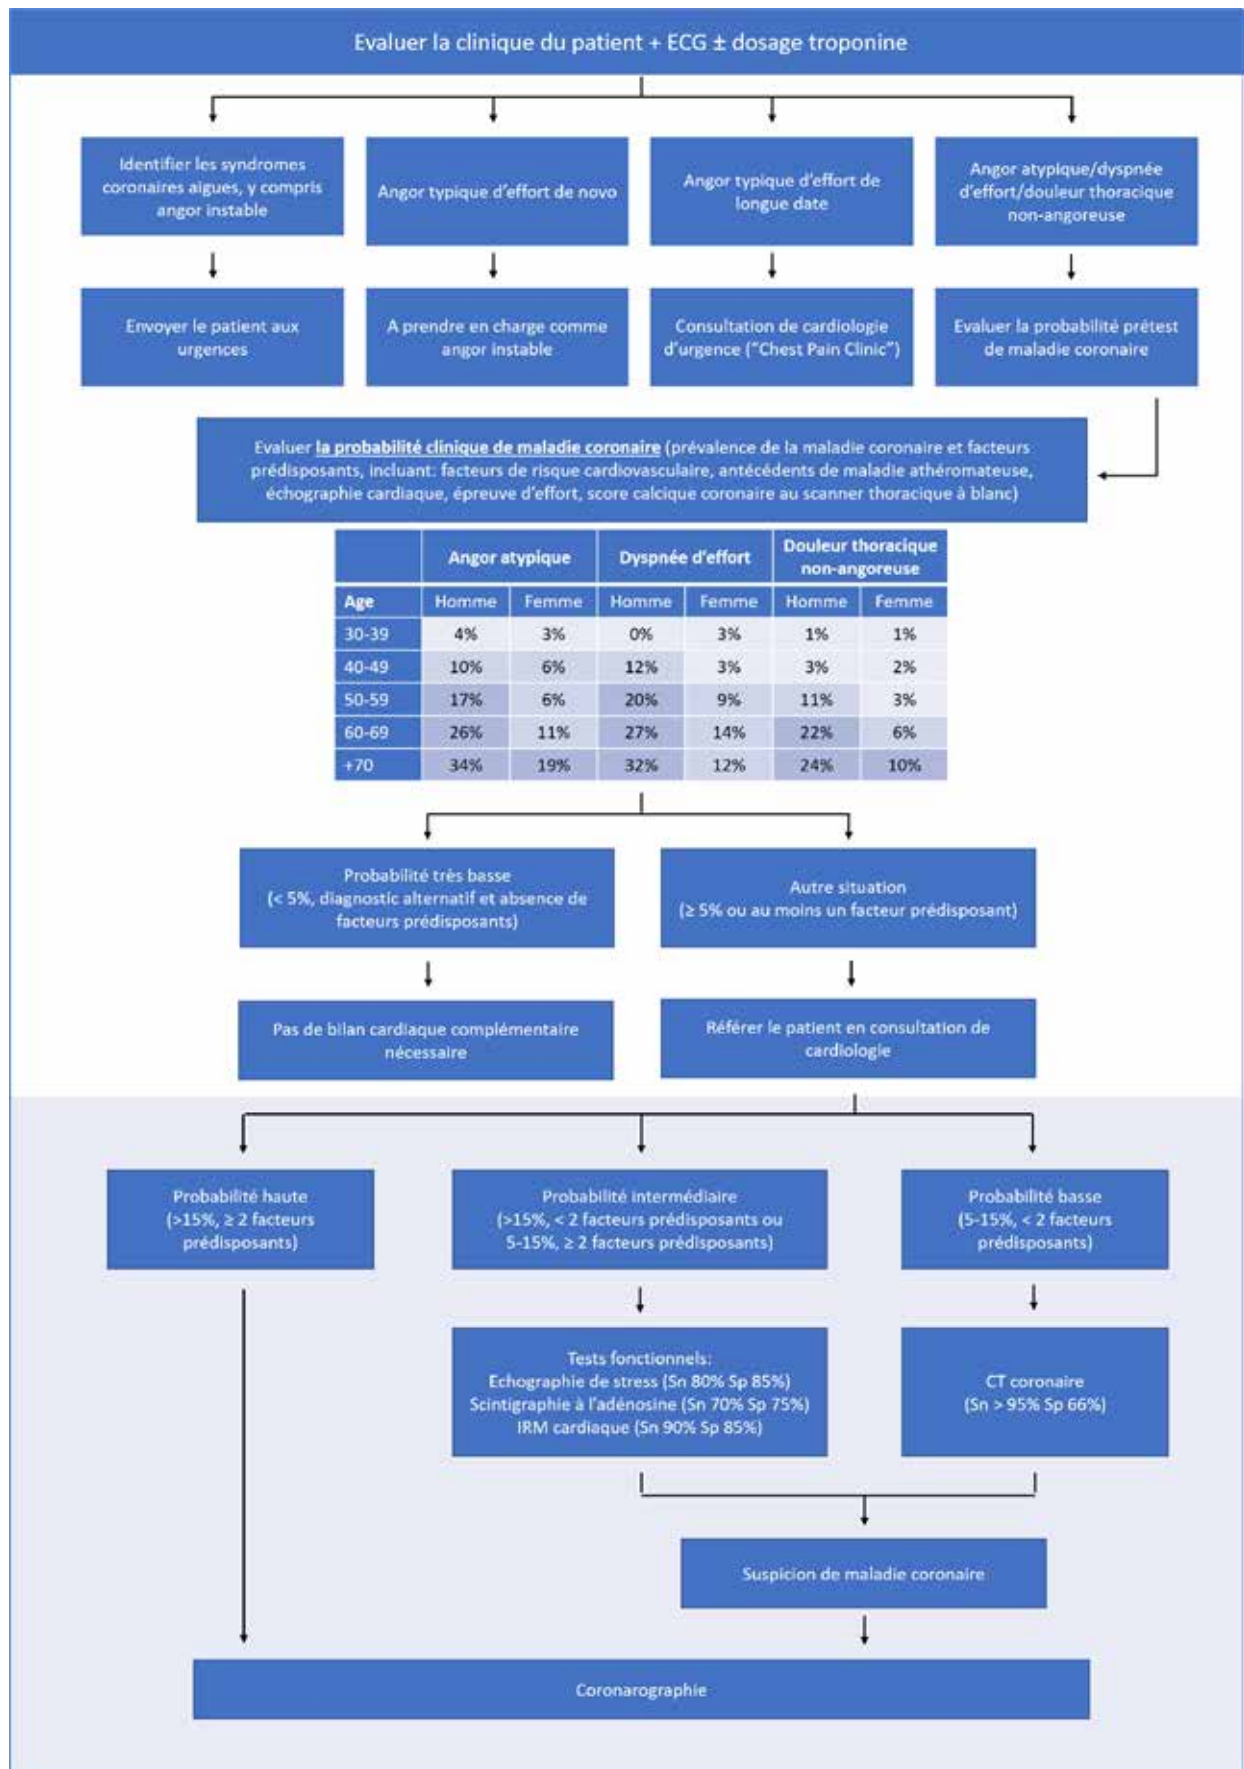 Evaluer la clinique du patient + ECG ± dosage troponine
Identifier les syndromes
coronaires aigues, y compris
angor instable
Angor typique d'effort de novo
Angor typique d'effort de
longue date
Angor atypique/dyspnée
d'effort/douleur thoracique
non-angoreuse
Envoyer le patient aux
urgences
A prendre en charge comme
angor instable
Consultation de cardiologie
d'urgence ("Chest Pain Clinic")
Evaluer la probabilité prétest
de maladie coronaire
Evaluer la probabilité clinique de maladie coronaire (prévalence de la maladie coronaire et facteurs
prédisposants, incluant: facteurs de risque cardiovasculaire, antécédents de maladie athéromateuse,
échographie cardiaque, épreuve d'effort, score calcique coronaire au scanner thoracique à blanc)
Angor atypique Dyspnée d'effort Douleur thoracique
non-angoreuse
Age Homme Femme Homme Femme Homme Femme
30-39 4% 3% 0% 3% 1% 1%
40-49 10% 6% 12% 3% 3% 2%
50-59 17% 6% 20% 9% 11% 3%
60-69 26% 11% 27% 14% 22% 6%
+70 34% 19% 32% 12% 24% 10%
Probabilité très basse
(< 5%, diagnostic alternatif et absence de
facteurs prédisposants)
Autre situation
(≥ 5% ou au moins un facteur prédisposant)
Pas de bilan cardiaque complémentaire
nécessaire
Référer le patient en consultation de
cardiologie
Probabilité haute
(>15%, ≥ 2 facteurs
prédisposants)
Probabilité intermédiaire
(>15%, < 2 facteurs prédisposants ou
5-15%, ≥ 2 facteurs prédisposants)
Probabilité basse
(5-15%, < 2 facteurs
prédisposants)
Tests fonctionnels:
Echographie de stress (Sn 80% Sp 85%)
Scintigraphie à l'adénosine (Sn 70% Sp 75%)
IRM cardiaque (Sn 90% Sp 85%)
CT coronaire
(Sn > 95% Sp 66%)
Suspicion de maladie coronaire
Coronarographie